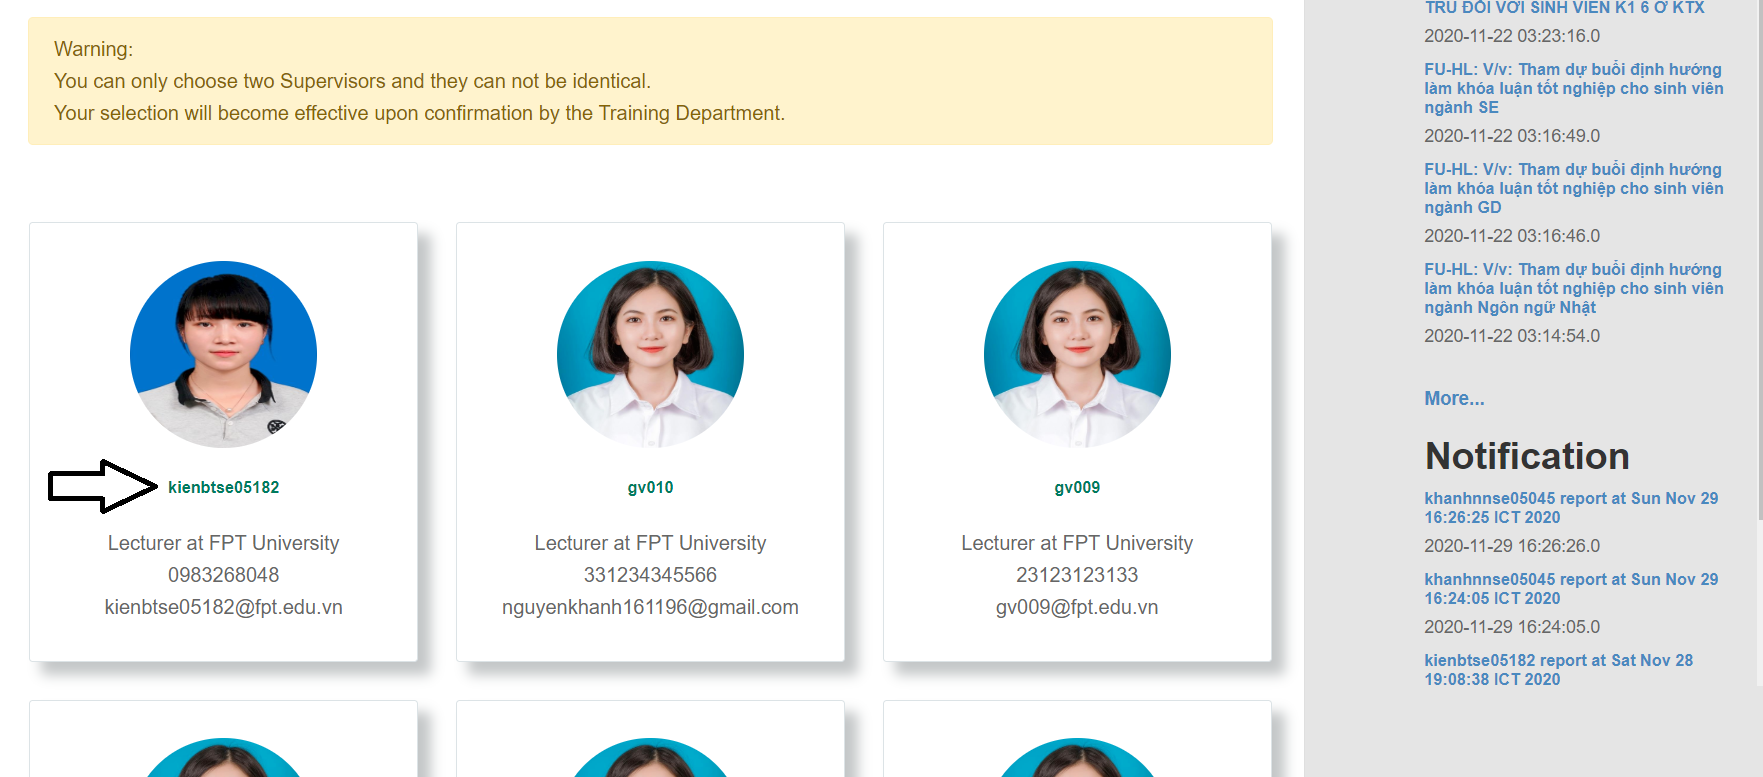 Warning:
You can only choose two Supervisors and they can not be identical.
Your selection will become effective upon confirmation by the Training Department.
kienbtse05182
Lecturer at FPT University
0983268048
kienbtse05182@fpt.edu.vn
gv010
Lecturer at FPT University
331234345566
nguyenkhanh161196@gmail.com
gv009
Lecturer at FPT University
23123123133
gv009@fpt.edu.vn
TRÚ ĐỐI VỚI SINH VIÊN K1 6 Ở KTX
2020-11-22 03:23:16.0
FU-HL: V/v: Tham dự buổi định hướng
làm khóa luận tốt nghiệp cho sinh viên
ngành SE
2020-11-22 03:16:49.0
FU-HL: V/v: Tham dự buổi định hướng
làm khóa luận tốt nghiệp cho sinh viên
ngành GD
2020-11-22 03:16:46.0
FU-HL: V/v: Tham dự buổi định hướng
làm khóa luận tốt nghiệp cho sinh viên
ngành Ngôn ngữ Nhật
2020-11-22 03:14:54.0
More...
Notification
khanhnnse05045 report at Sun Nov 29
16:26:25 ICT 2020
2020-11-29 16:26:26.0
khanhnnse05045 report at Sun Nov 29
16:24:05 ICT 2020
2020-11-29 16:24:05.0
kienbtse05182 report at Sat Nov 28
19:08:38 ICT 2020